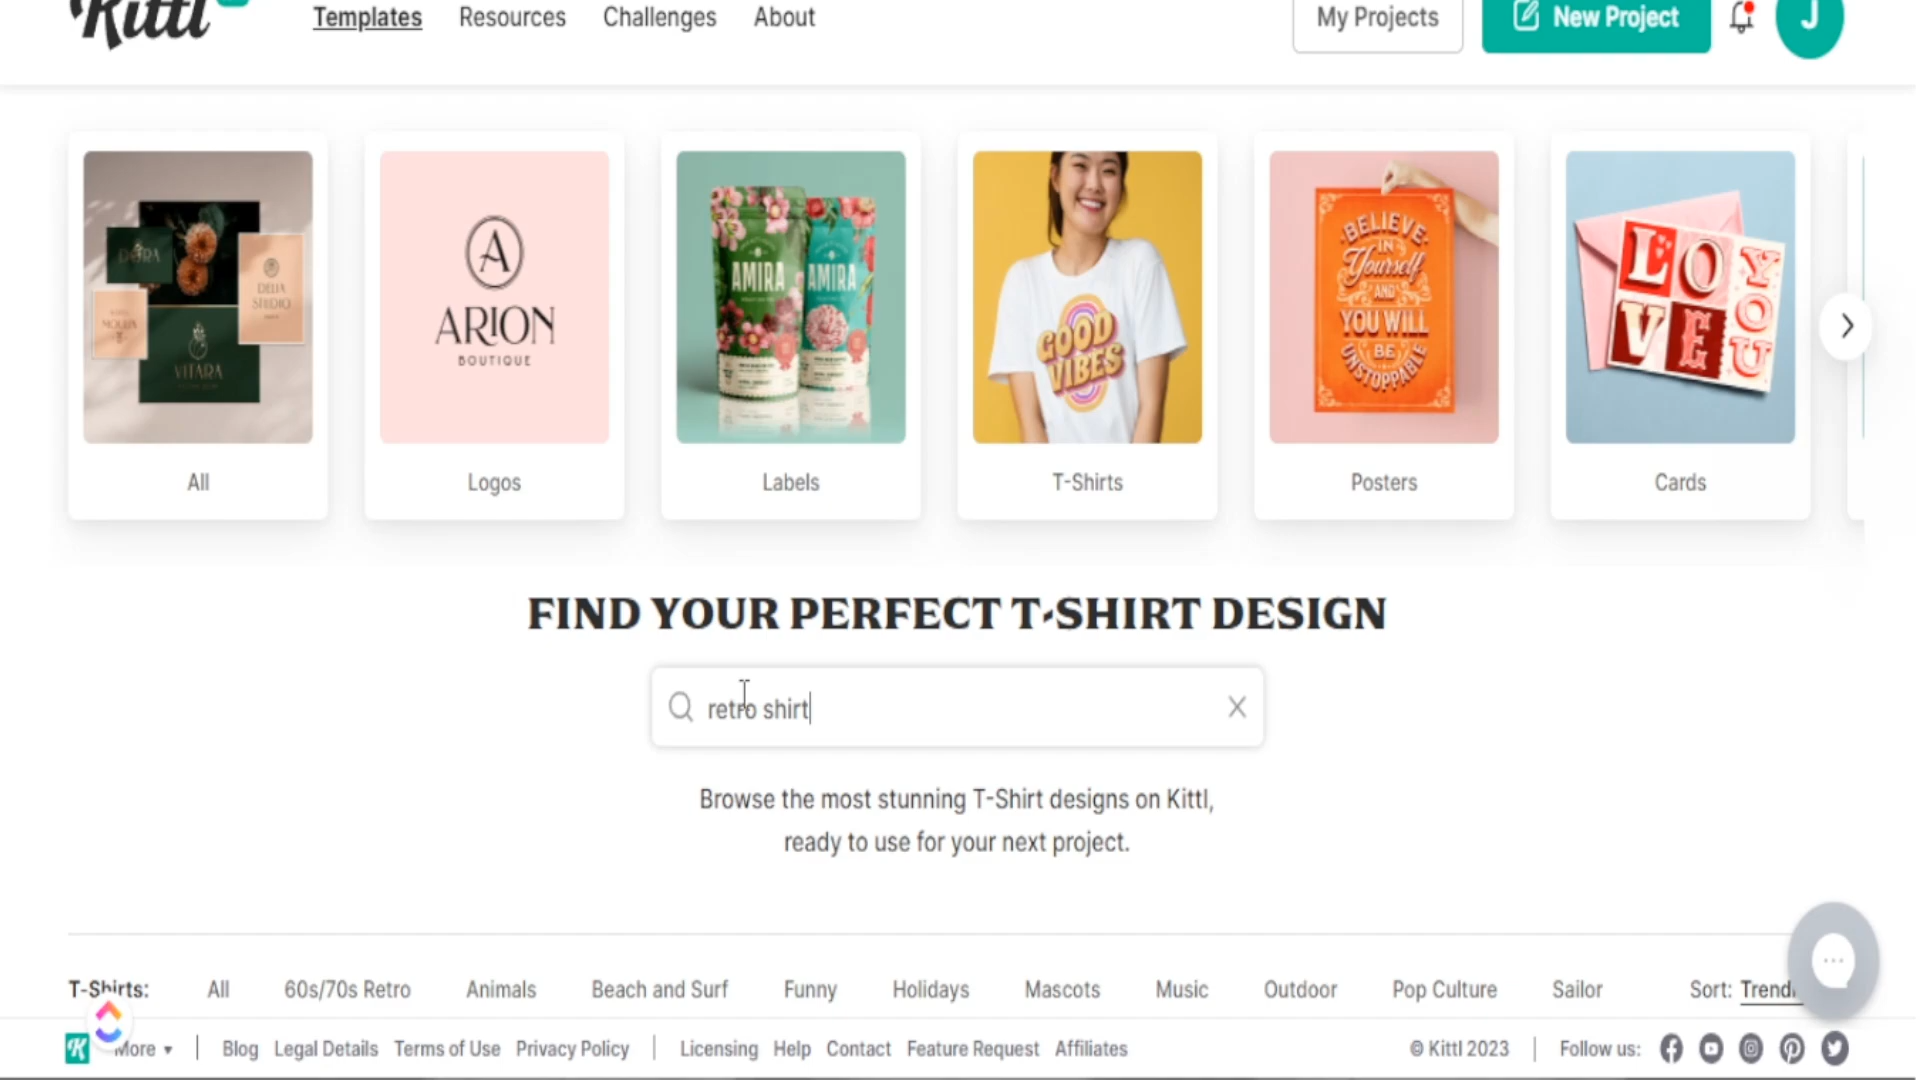 Kittl
Templates Resources Challenges About My Projects New Project J
DORA
DELIA
STUDIO
VITARA
A
ARION
BOUTIQUE
AMIRA AMIRA
GOOD
VIBES
BELIEVE
IN
Yourself
AND
YOU WILL
BE
UNSTOPPABLE
LOVE
YOU
All Logos Labels T-Shirts Posters Cards
FIND YOUR PERFECT T-SHIRT DESIGN
retro shirt
Browse the most stunning T-Shirt designs on Kittl,
ready to use for your next project.
T-Shirts: All 60s/70s Retro Animals Beach and Surf Funny Holidays Mascots Music Outdoor Pop Culture Sailor Sort: Trendi
K More Blog Legal Details Terms of Use Privacy Policy Licensing Help Contact Feature Request Affiliates © Kittl 2023 Follow us: